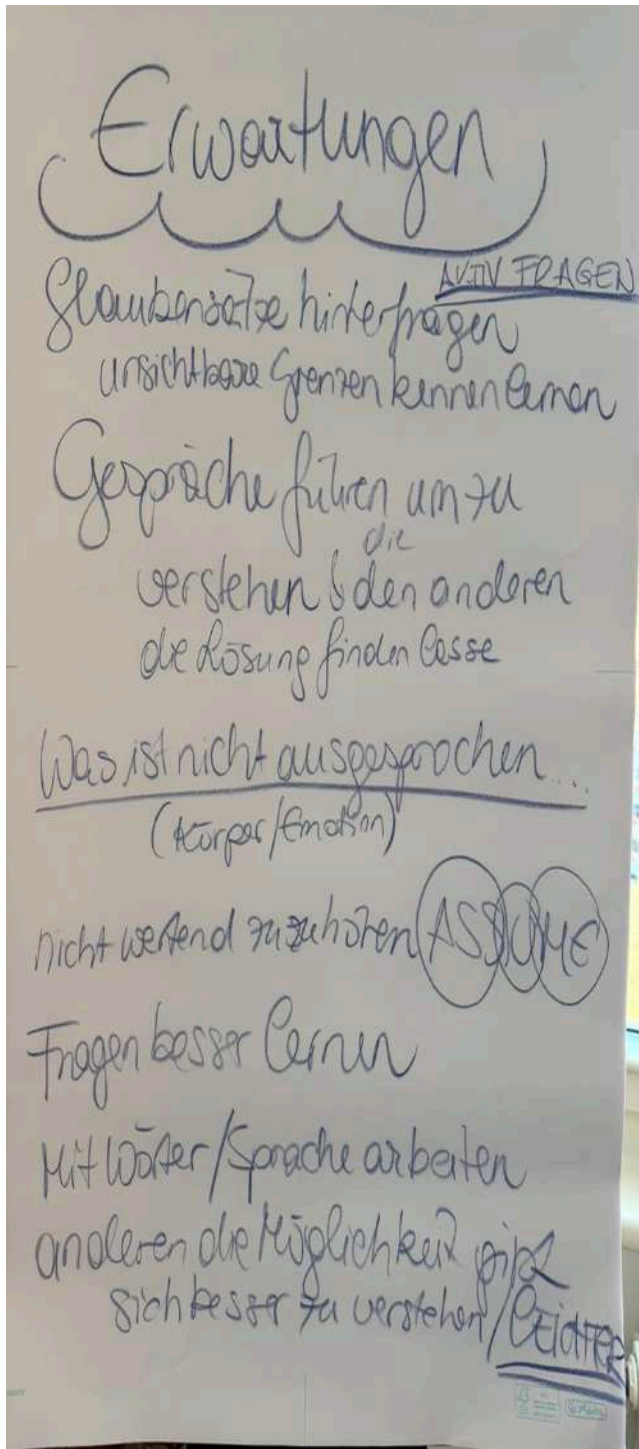 Erwartungen
AKTIV FRAGEN
Glaubensätze hinterfragen
unsichtbare Grenzen kennen lernen
Gespräche führen um zu
die
verstehen & den anderen
die Lösung finden lasse
Was ist nicht ausgesprochen...
(Körper/Emotion)
nicht wertend zuzuhören ASSUME
Fragen besser lernen
Mit Wörter/Sprache arbeiten
anderen die Möglichkeit gibt
sich besser zu verstehen/LEICHTER